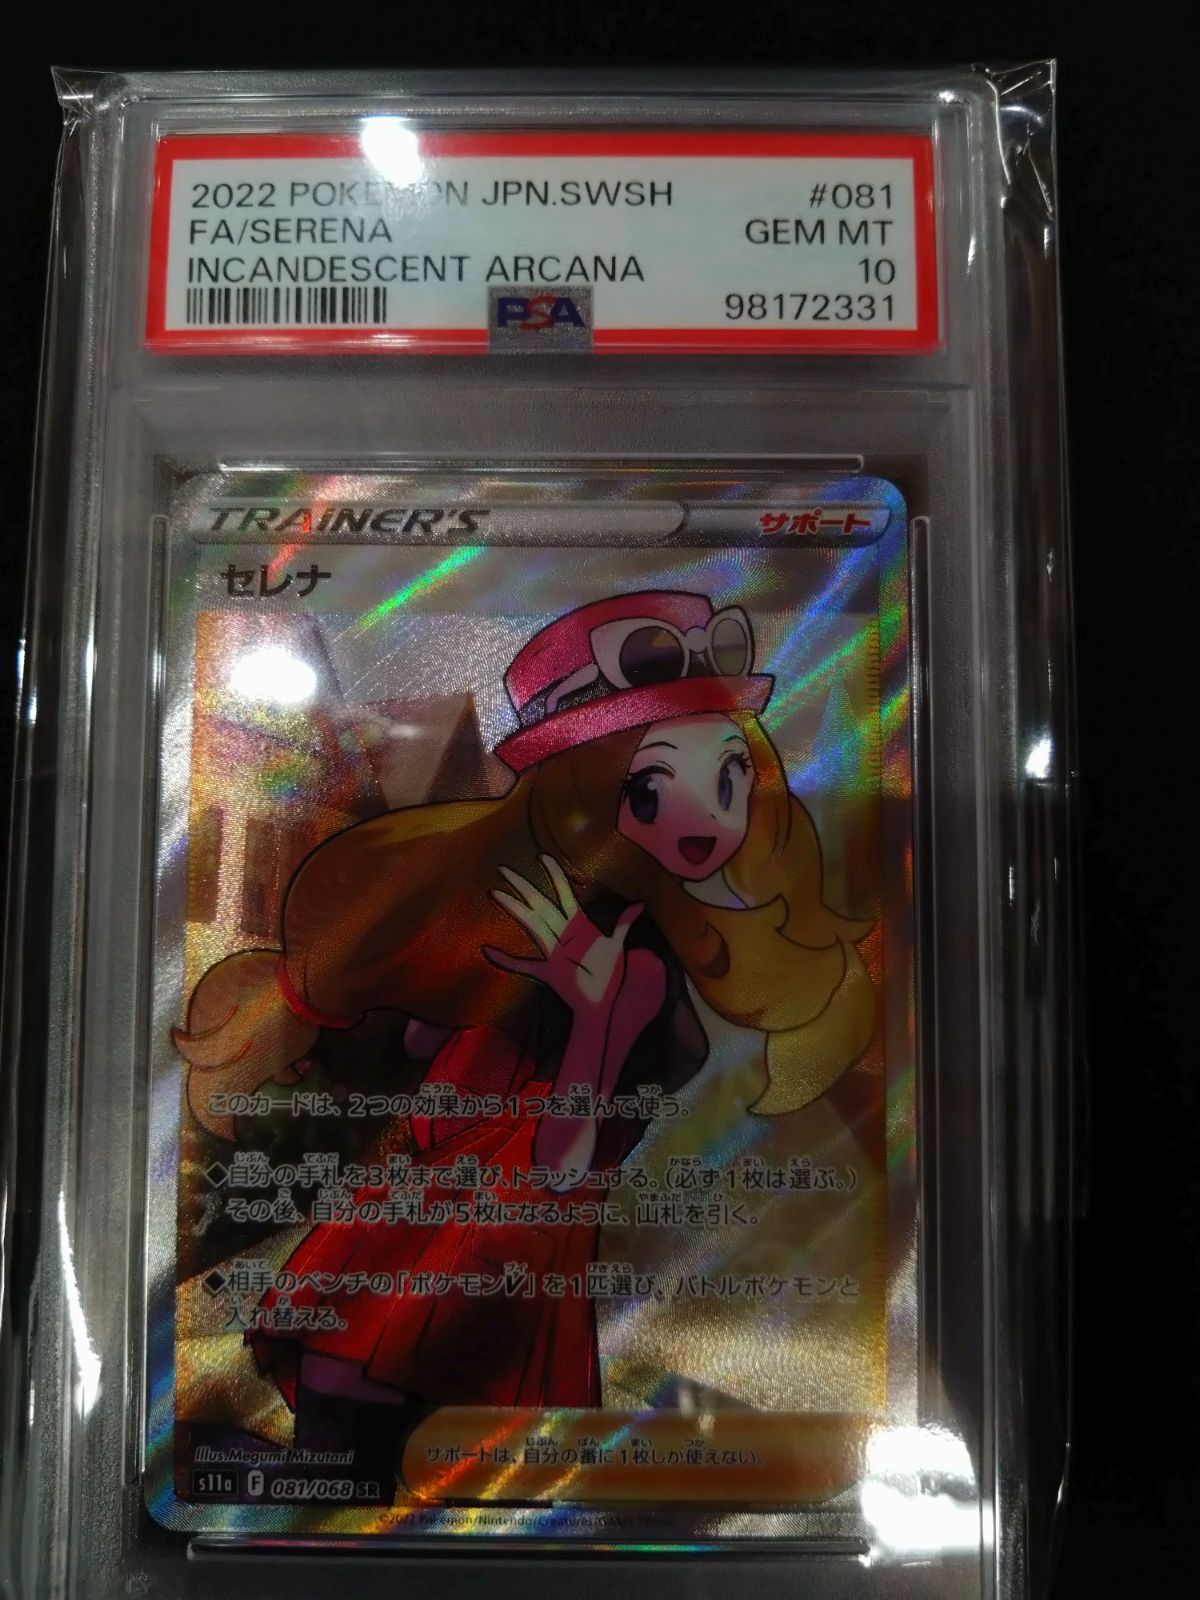 2022 POKEMON JPN.SWSH #081
FA/SERENA GEM MT
INCANDESCENT ARCANA 10
PSA 98172331
TRAINER'S サポート
セレナ
このカードは、2つの効果から1つを選んで使う。
◆自分の手札を3枚まで選び、トラッシュする。(必ず1枚は選ぶ。)
その後、自分の手札が5枚になるように、山札を引く。
◆相手のベンチの「ポケモンV」を1匹選び、バトルポケモンと
入れ替える。
Illus.Megumi Mizutani
サポートは、自分の番に1枚しか使えない。
s11a F 081/068 SR
©2022 Pokémon/Nintendo/Creatures/GAME FREAK